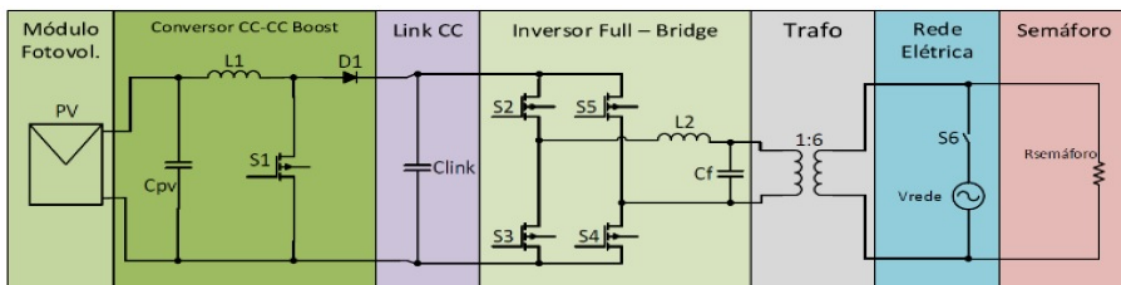 Módulo
Fotovol.
Conversor CC-CC Boost
Link CC
Inversor Full – Bridge
Trafo
Rede
Elétrica
Semáforo
L1
D1
PV
S1
Cpv
Clink
S2
S5
L2
S3
S4
Cf
1:6
S6
Vrede
Rsemáforo